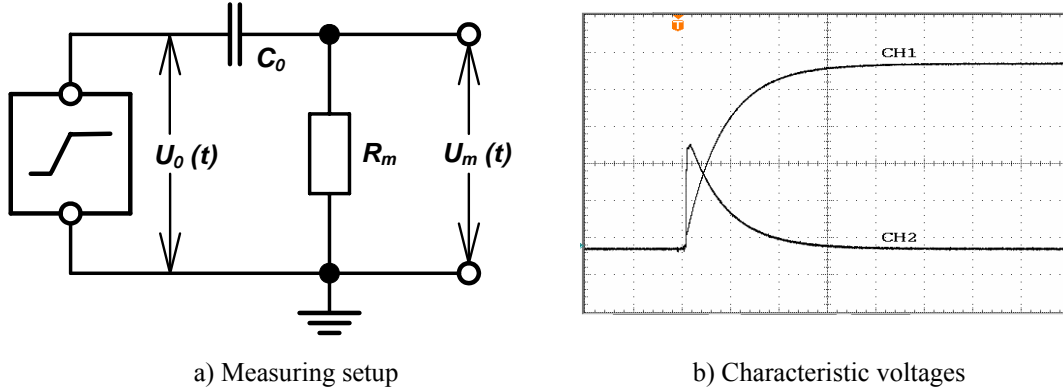 C0
U0 (t)
Rm
Um (t)
T
CH1
CH2
a) Measuring setup
b) Characteristic voltages